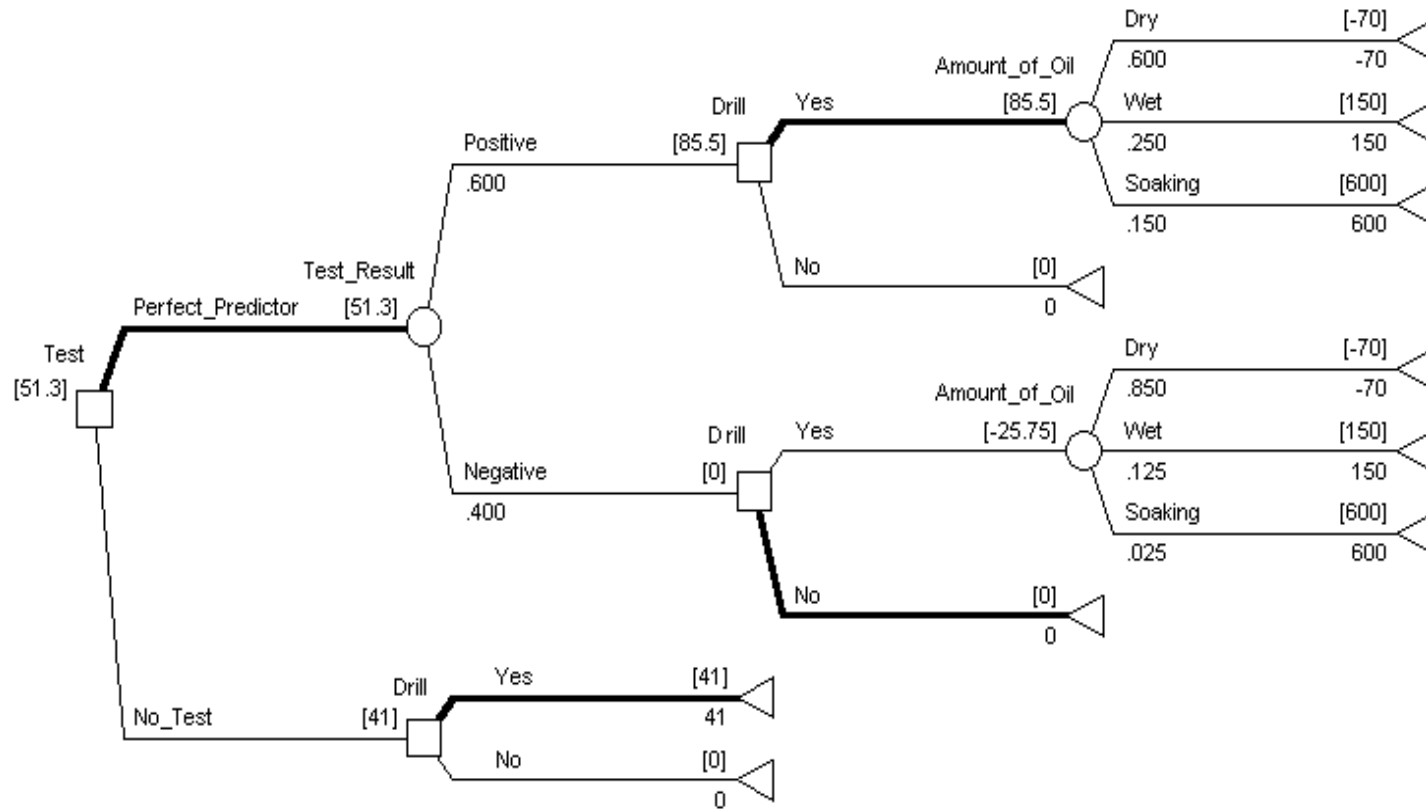 Dry [-70]
.600 -70
Amount_of_Oil
Drill Yes [85.5] Wet [150]
.250 150
Positive [85.5]
.600
Soaking [600]
.150 600
No [0]
0
Test_Result
Perfect_Predictor [51.3]
Test
[51.3]
Dry [-70]
.850 -70
Amount_of_Oil
Drill Yes [-25.75] Wet [150]
.125 150
Negative [0]
.400
Soaking [600]
.025 600
No [0]
0
Drill Yes [41]
41
No_Test [41]
No [0]
0